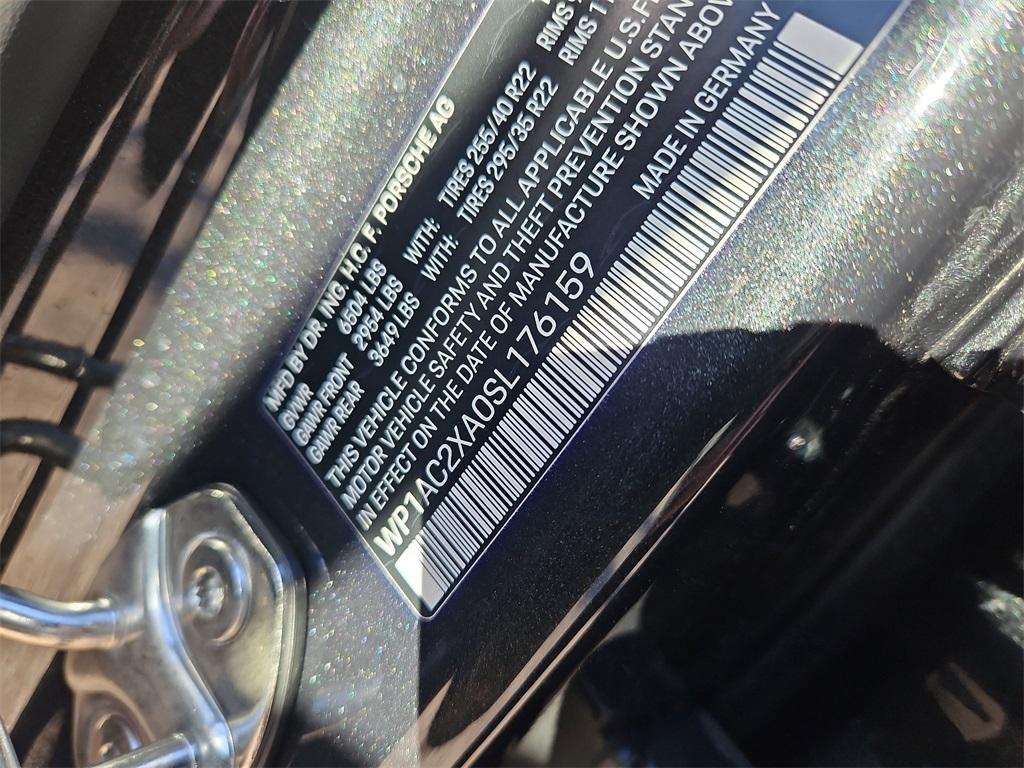 MFD BY DR. ING. H.C. F. PORSCHE AG
GVWR 6504 LBS
GAWR FRONT 2954 LBS WITH: TIRES 255/40 R22 RIMS
GAWR REAR 3649 LBS WITH: TIRES 295/35 R22 RIMS 11
THIS VEHICLE CONFORMS TO ALL APPLICABLE U.S.
MOTOR VEHICLE SAFETY AND THEFT PREVENTION
IN EFFECT ON THE DATE OF MANUFACTURE SHOWN ABOVE
MADE IN GERMANY
WP1AC2XA0SL176159